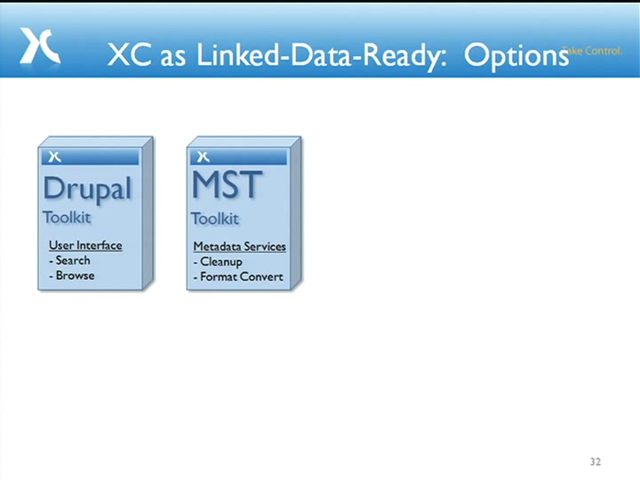 XC as Linked-Data-Ready: Options
Take Control.
Drupal
Toolkit
User Interface
- Search
- Browse
MST
Toolkit
Metadata Services
- Cleanup
- Format Convert
32